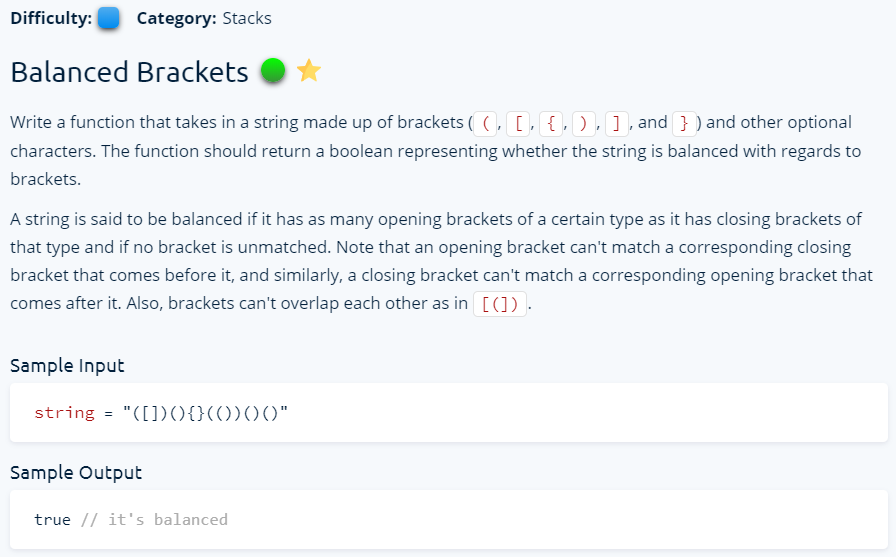 Difficulty: Category: Stacks
Balanced Brackets
Write a function that takes in a string made up of brackets ( (, [, {, ), ], and } ) and other optional
characters. The function should return a boolean representing whether the string is balanced with regards to
brackets.
A string is said to be balanced if it has as many opening brackets of a certain type as it has closing brackets of
that type and if no bracket is unmatched. Note that an opening bracket can't match a corresponding closing
bracket that comes before it, and similarly, a closing bracket can't match a corresponding opening bracket that
comes after it. Also, brackets can't overlap each other as in [(]).
Sample Input
string = "([])(){}(())()()"
Sample Output
true // it's balanced